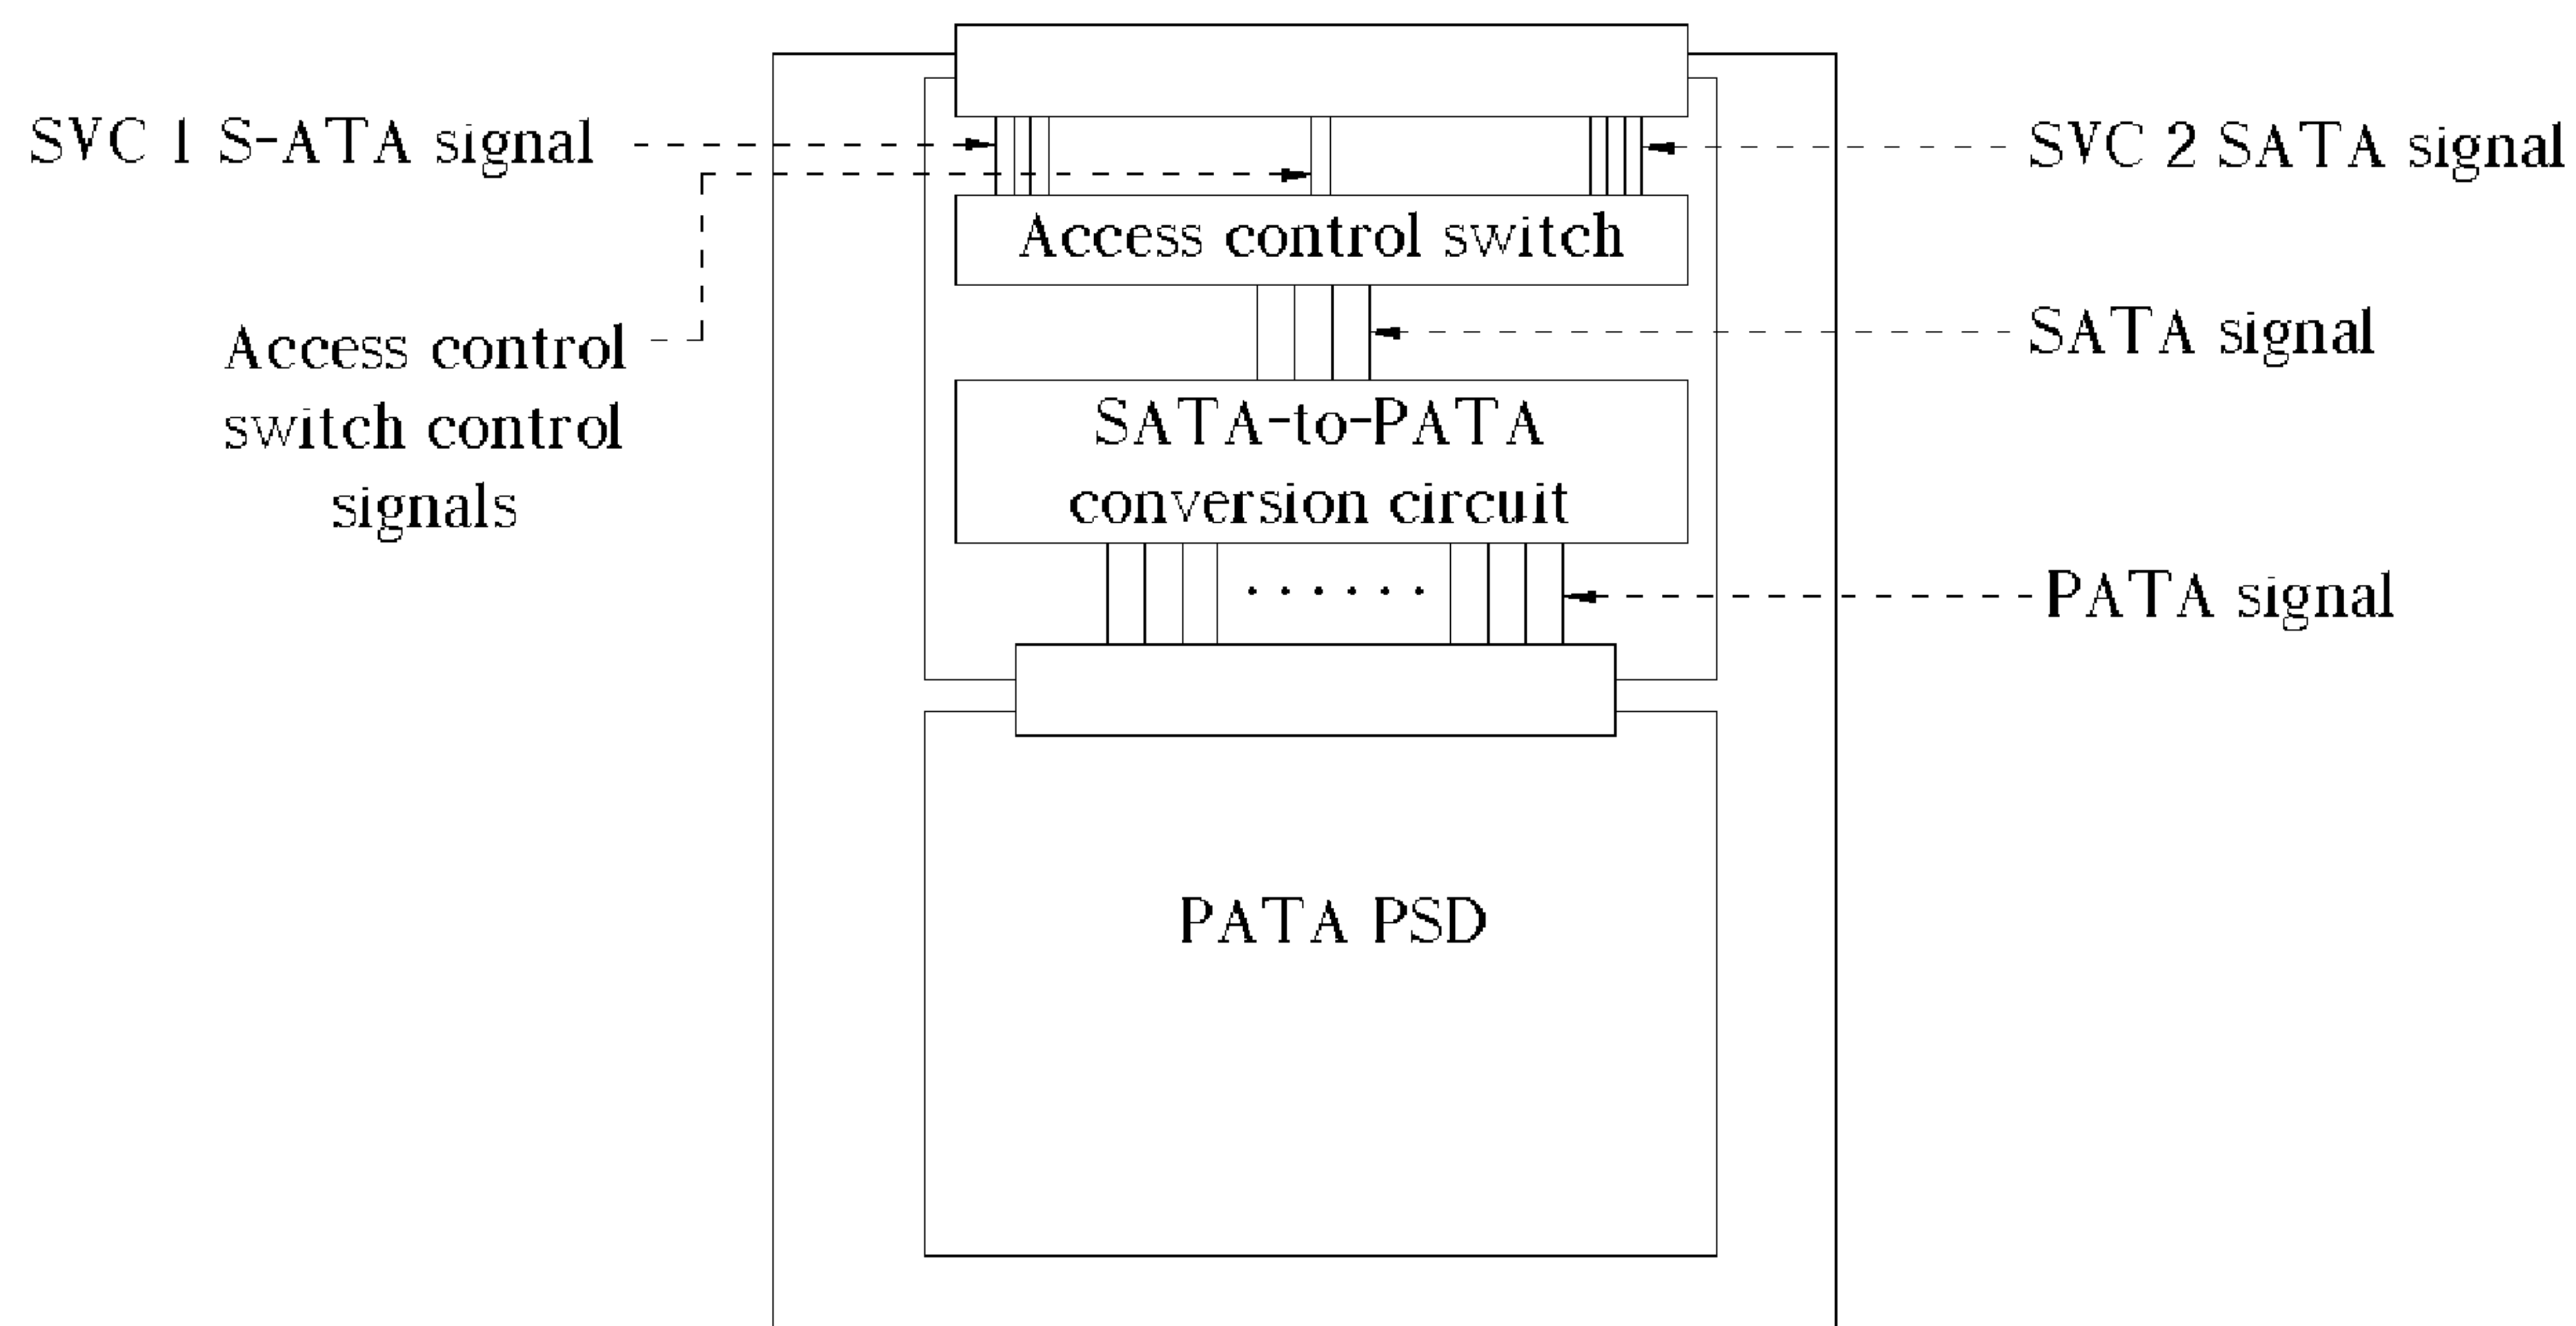 SVC 1 S-ATA signal
SVC 2 SATA signal
Access control switch
Access control
switch control
signals
SATA signal
SATA-to-PATA
conversion circuit
PATA signal
PATA PSD